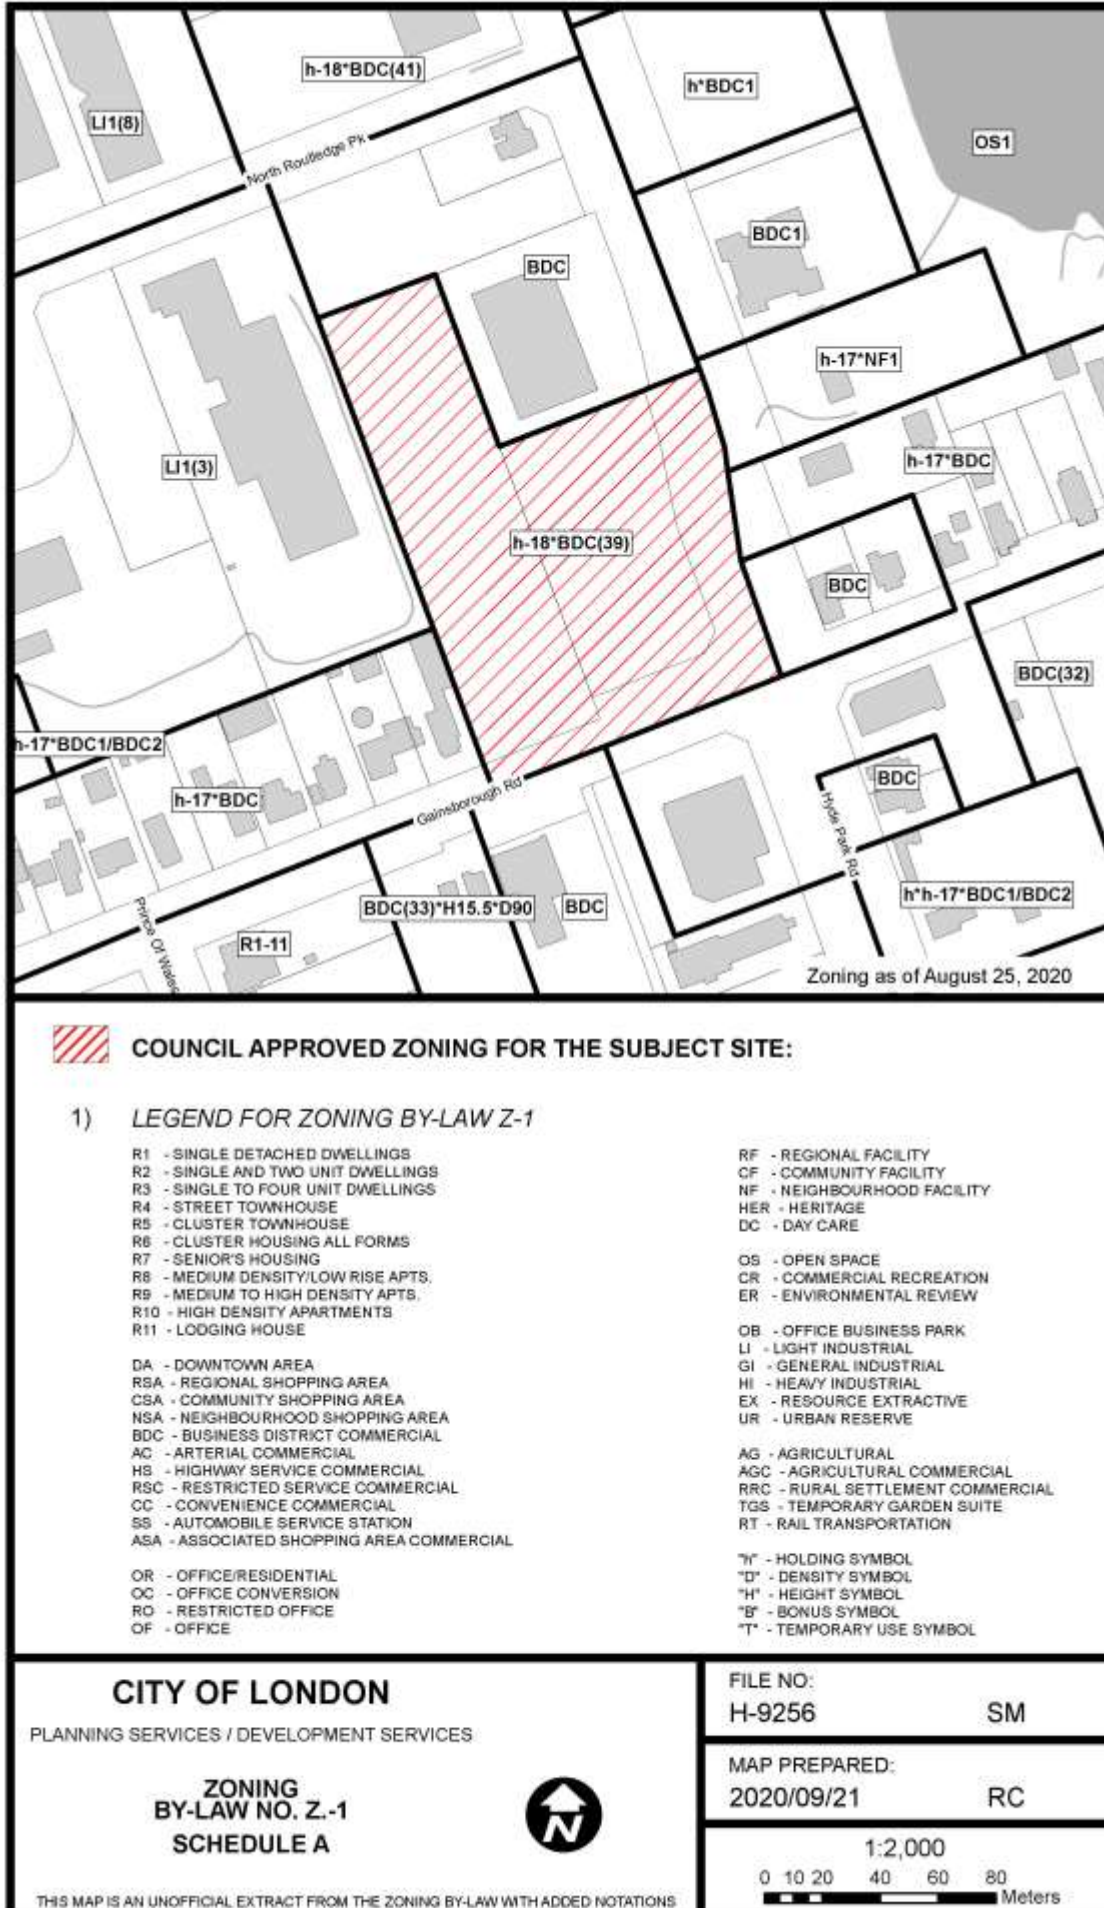 h-18*BDC(41)
h*BDC1
LI1(8)
OS1
North Routledge Pk
BDC1
BDC
h-17*NF1
h-17*BDC
LI1(3)
h-18*BDC(39)
BDC
BDC(32)
h-17*BDC1/BDC2
BDC
h-17*BDC
Gainsborough Rd
Hyde Park Rd
h*h-17*BDC1/BDC2
BDC(33)*H15.5*D90
BDC
R1-11
Prince Of Wales
Zoning as of August 25, 2020
COUNCIL APPROVED ZONING FOR THE SUBJECT SITE:
1) LEGEND FOR ZONING BY-LAW Z-1
R1 - SINGLE DETACHED DWELLINGS
R2 - SINGLE AND TWO UNIT DWELLINGS
R3 - SINGLE TO FOUR UNIT DWELLINGS
R4 - STREET TOWNHOUSE
R5 - CLUSTER TOWNHOUSE
R6 - CLUSTER HOUSING ALL FORMS
R7 - SENIOR'S HOUSING
R8 - MEDIUM DENSITY/LOW RISE APTS.
R9 - MEDIUM TO HIGH DENSITY APTS.
R10 - HIGH DENSITY APARTMENTS
R11 - LODGING HOUSE
DA - DOWNTOWN AREA
RSA - REGIONAL SHOPPING AREA
CSA - COMMUNITY SHOPPING AREA
NSA - NEIGHBOURHOOD SHOPPING AREA
BDC - BUSINESS DISTRICT COMMERCIAL
AC - ARTERIAL COMMERCIAL
HS - HIGHWAY SERVICE COMMERCIAL
RSC - RESTRICTED SERVICE COMMERCIAL
CC - CONVENIENCE COMMERCIAL
SS - AUTOMOBILE SERVICE STATION
ASA - ASSOCIATED SHOPPING AREA COMMERCIAL
OR - OFFICE/RESIDENTIAL
OC - OFFICE CONVERSION
RO - RESTRICTED OFFICE
OF - OFFICE
RF - REGIONAL FACILITY
CF - COMMUNITY FACILITY
NF - NEIGHBOURHOOD FACILITY
HER - HERITAGE
DC - DAY CARE
OS - OPEN SPACE
CR - COMMERCIAL RECREATION
ER - ENVIRONMENTAL REVIEW
OB - OFFICE BUSINESS PARK
LI - LIGHT INDUSTRIAL
GI - GENERAL INDUSTRIAL
HI - HEAVY INDUSTRIAL
EX - RESOURCE EXTRACTIVE
UR - URBAN RESERVE
AG - AGRICULTURAL
AGC - AGRICULTURAL COMMERCIAL
RRC - RURAL SETTLEMENT COMMERCIAL
TGS - TEMPORARY GARDEN SUITE
RT - RAIL TRANSPORTATION
"h" - HOLDING SYMBOL
"D" - DENSITY SYMBOL
"H" - HEIGHT SYMBOL
"B" - BONUS SYMBOL
"T" - TEMPORARY USE SYMBOL
CITY OF LONDON
PLANNING SERVICES / DEVELOPMENT SERVICES
ZONING
BY-LAW NO. Z.-1
SCHEDULE A
N
THIS MAP IS AN UNOFFICIAL EXTRACT FROM THE ZONING BY-LAW WITH ADDED NOTATIONS
FILE NO:
H-9256 SM
MAP PREPARED:
2020/09/21 RC
1:2,000
0 10 20 40 60 80
Meters